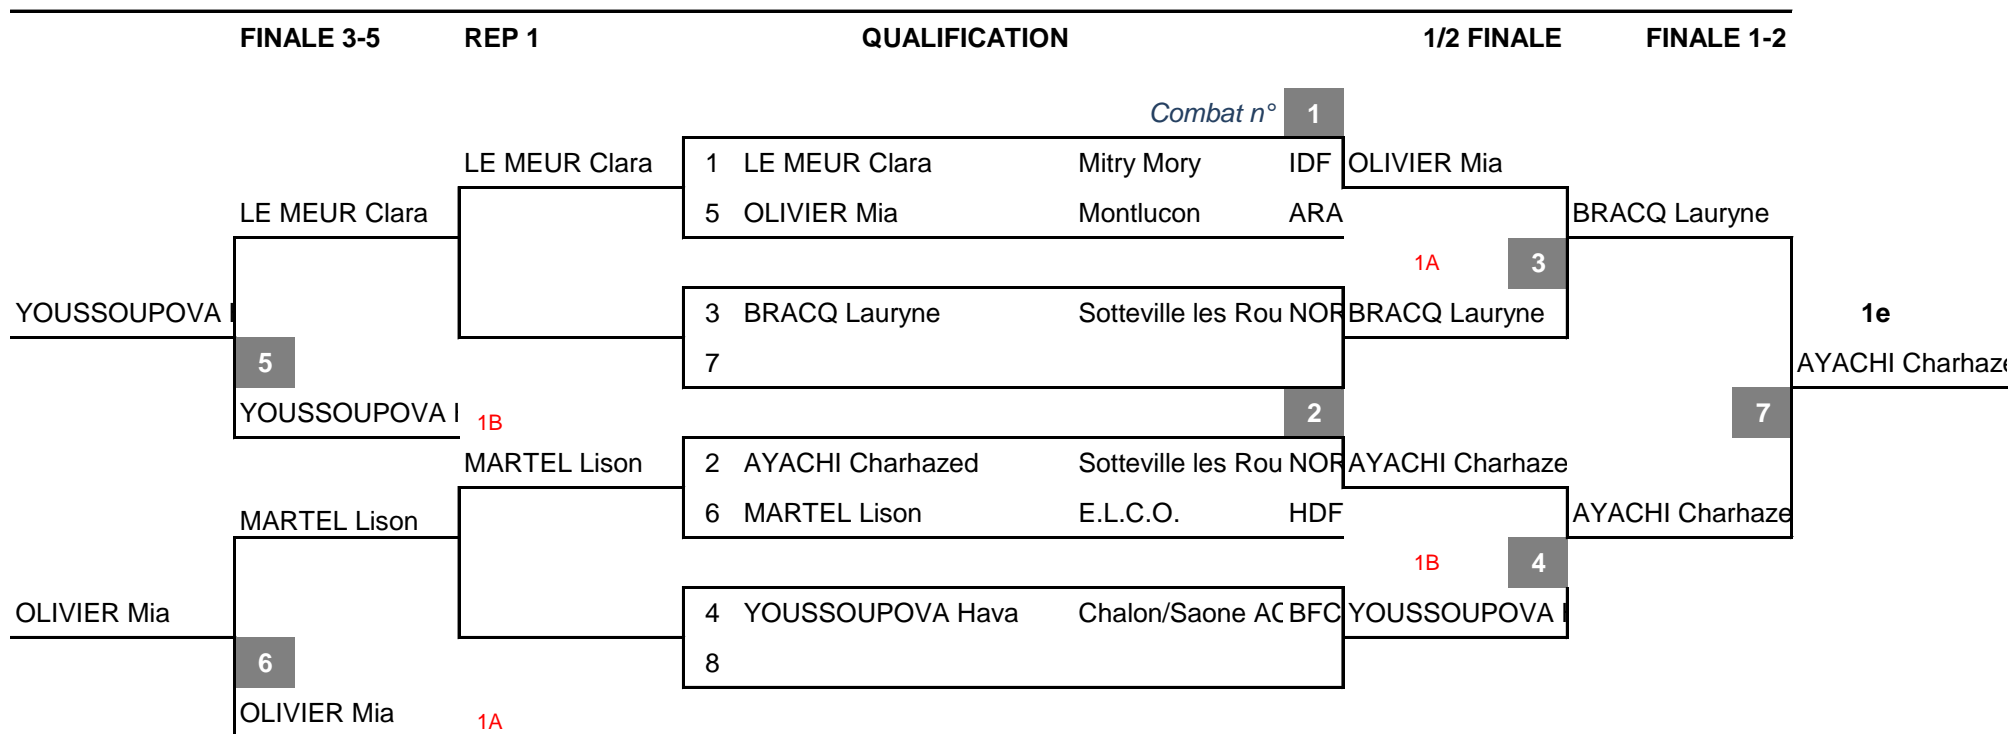 FINALE 3-5 REP 1 QUALIFICATION 1/2 FINALE FINALE 1-2
Combat n° 1
LE MEUR Clara 1 LE MEUR Clara Mitry Mory IDF OLIVIER Mia
LE MEUR Clara 5 OLIVIER Mia Montlucon ARA BRACQ Lauryne
1A 3
YOUSSOUPOVA 3 BRACQ Lauryne Sotteville les Rou NOR BRACQ Lauryne 1e
5 7 AYACHI Charhaze
YOUSSOUPOVA 1B 2 7
MARTEL Lison 2 AYACHI Charhazed Sotteville les Rou NOR AYACHI Charhaze
MARTEL Lison 6 MARTEL Lison E.L.C.O. HDF AYACHI Charhaze
1B 4
OLIVIER Mia 4 YOUSSOUPOVA Hava Chalon/Saone AC BFC YOUSSOUPOVA
6 8
OLIVIER Mia 1A